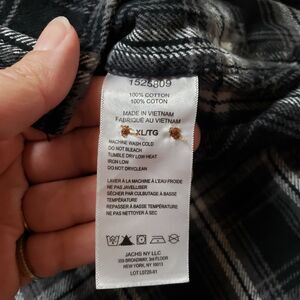 1525809
100% COTTON
100% COTON
MADE IN VIETNAM
FABRIQUÉ AU VIETNAM
XL/TG
MACHINE WASH COLD
DO NOT BLEACH
TUMBLE DRY LOW HEAT
IRON LOW
DO NOT DRYCLEAN
LAVER À LA MACHINE À L'EAU FROIDE
NE PAS JAVELLISER
SÉCHER PAR CULBUTAGE À BASSE
TEMPÉRATURE
REPASSER À BASSE TEMPÉRATURE
NE PAS NETTOYER À SEC
JACHS NY LLC
NEW YORK, NY 10013